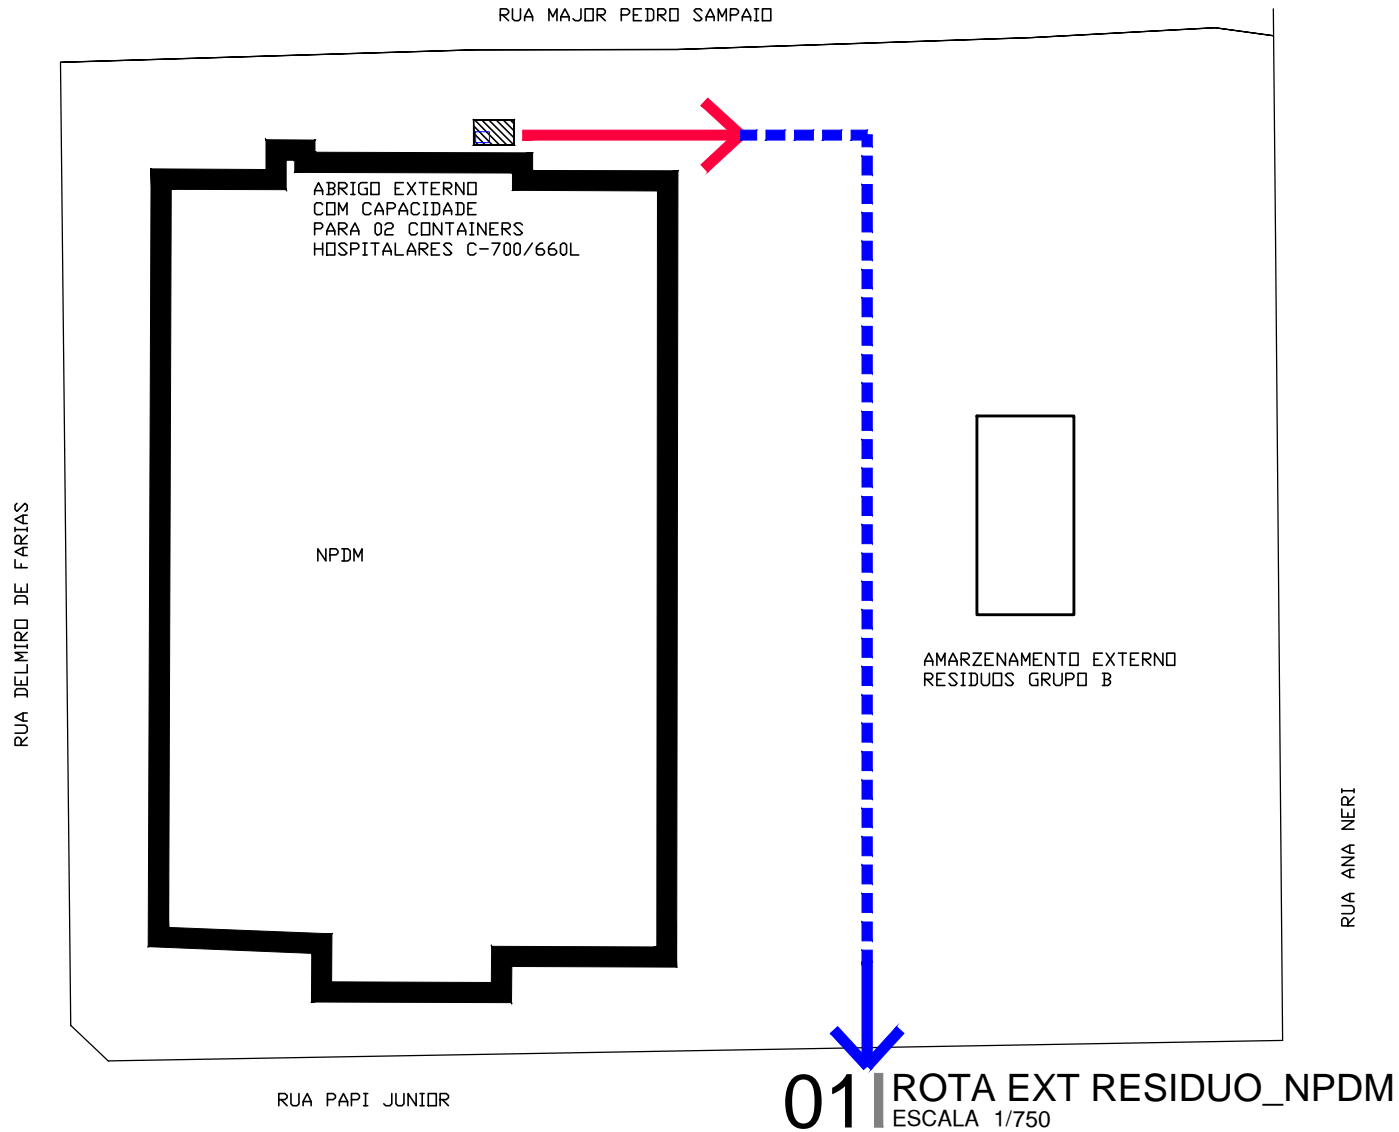 RUA MAJOR PEDRO SAMPAIO
ABRIGO EXTERNO
COM CAPACIDADE
PARA 02 CONTAINERS
HOSPITALARES C-700/660L
RUA DELMIRO DE FARIAS
NPDM
AMARZENAMENTO EXTERNO
RESIDUOS GRUPO B
RUA ANA NERI
RUA PAPI JUNIOR
01 ROTA EXT RESIDUO_NPDM
ESCALA 1/750